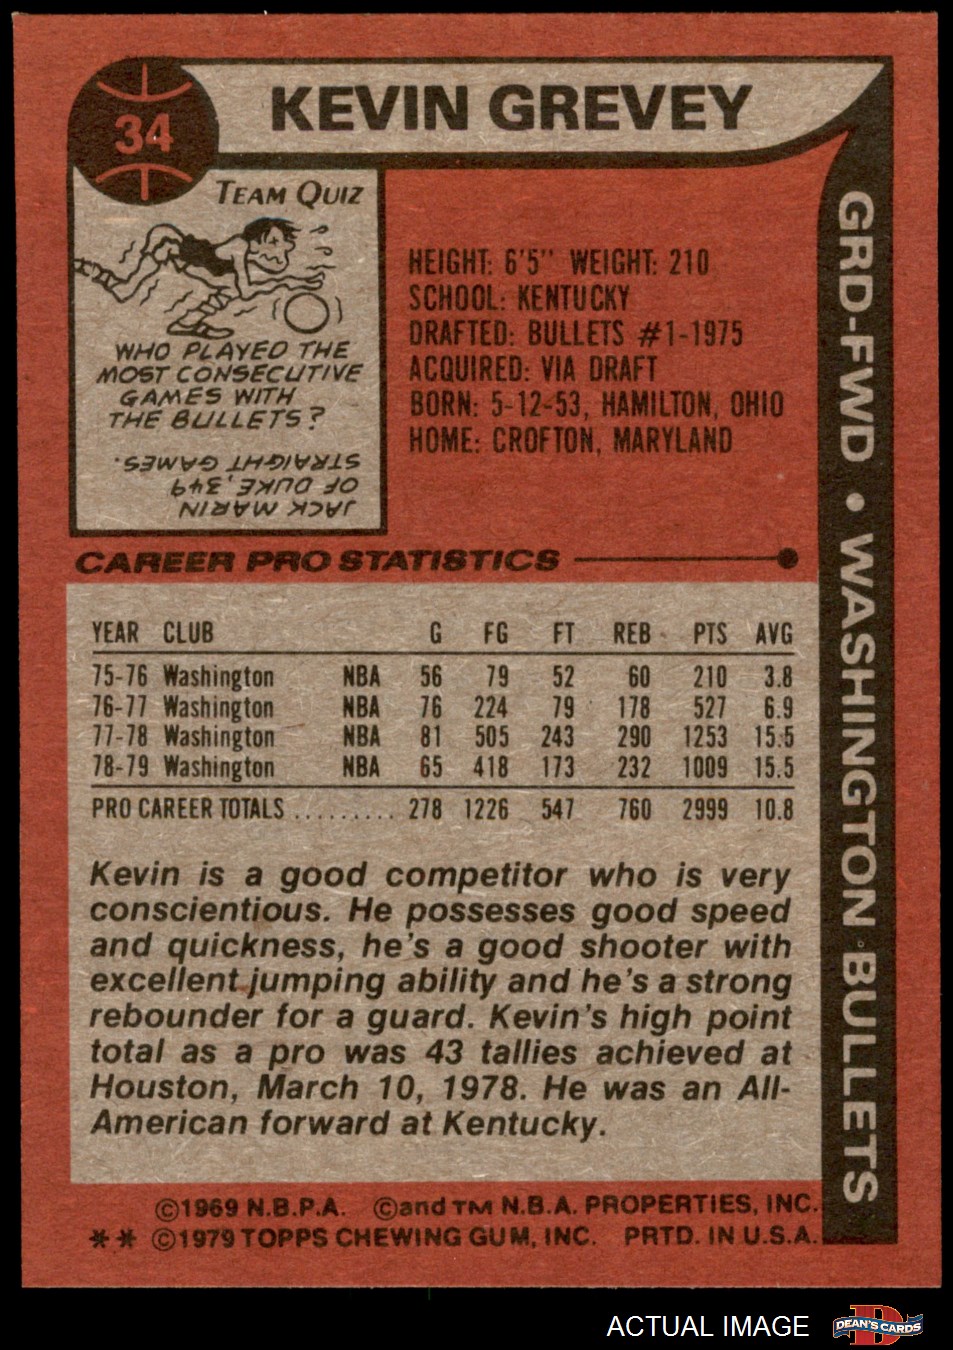 34
KEVIN GREVEY
TEAM QUIZ
WHO PLAYED THE
MOST CONSECUTIVE
GAMES WITH
THE BULLETS?
JACK MARIN
OF DUKE, 349
STRAIGHT GAMES.
HEIGHT: 6'5" WEIGHT: 210
SCHOOL: KENTUCKY
DRAFTED: BULLETS #1-1975
ACQUIRED: VIA DRAFT
BORN: 5-12-53, HAMILTON, OHIO
HOME: CROFTON, MARYLAND
GRD-FWD • WASHINGTON BULLETS
CAREER PRO STATISTICS
YEAR CLUB G FG FT REB PTS AVG
75-76 Washington NBA 56 79 52 60 210 3.8
76-77 Washington NBA 76 224 79 178 527 6.9
77-78 Washington NBA 81 505 243 290 1253 15.5
78-79 Washington NBA 65 418 173 232 1009 15.5
PRO CAREER TOTALS .......... 278 1226 547 760 2999 10.8
Kevin is a good competitor who is very
conscientious. He possesses good speed
and quickness, he's a good shooter with
excellent jumping ability and he's a strong
rebounder for a guard. Kevin's high point
total as a pro was 43 tallies achieved at
Houston, March 10, 1978. He was an All-
American forward at Kentucky.
©1969 N.B.P.A. ©and TM N.B.A. PROPERTIES, INC.
** ©1979 TOPPS CHEWING GUM, INC. PRTD. IN U.S.A.
ACTUAL IMAGE
DEAN'S CARDS